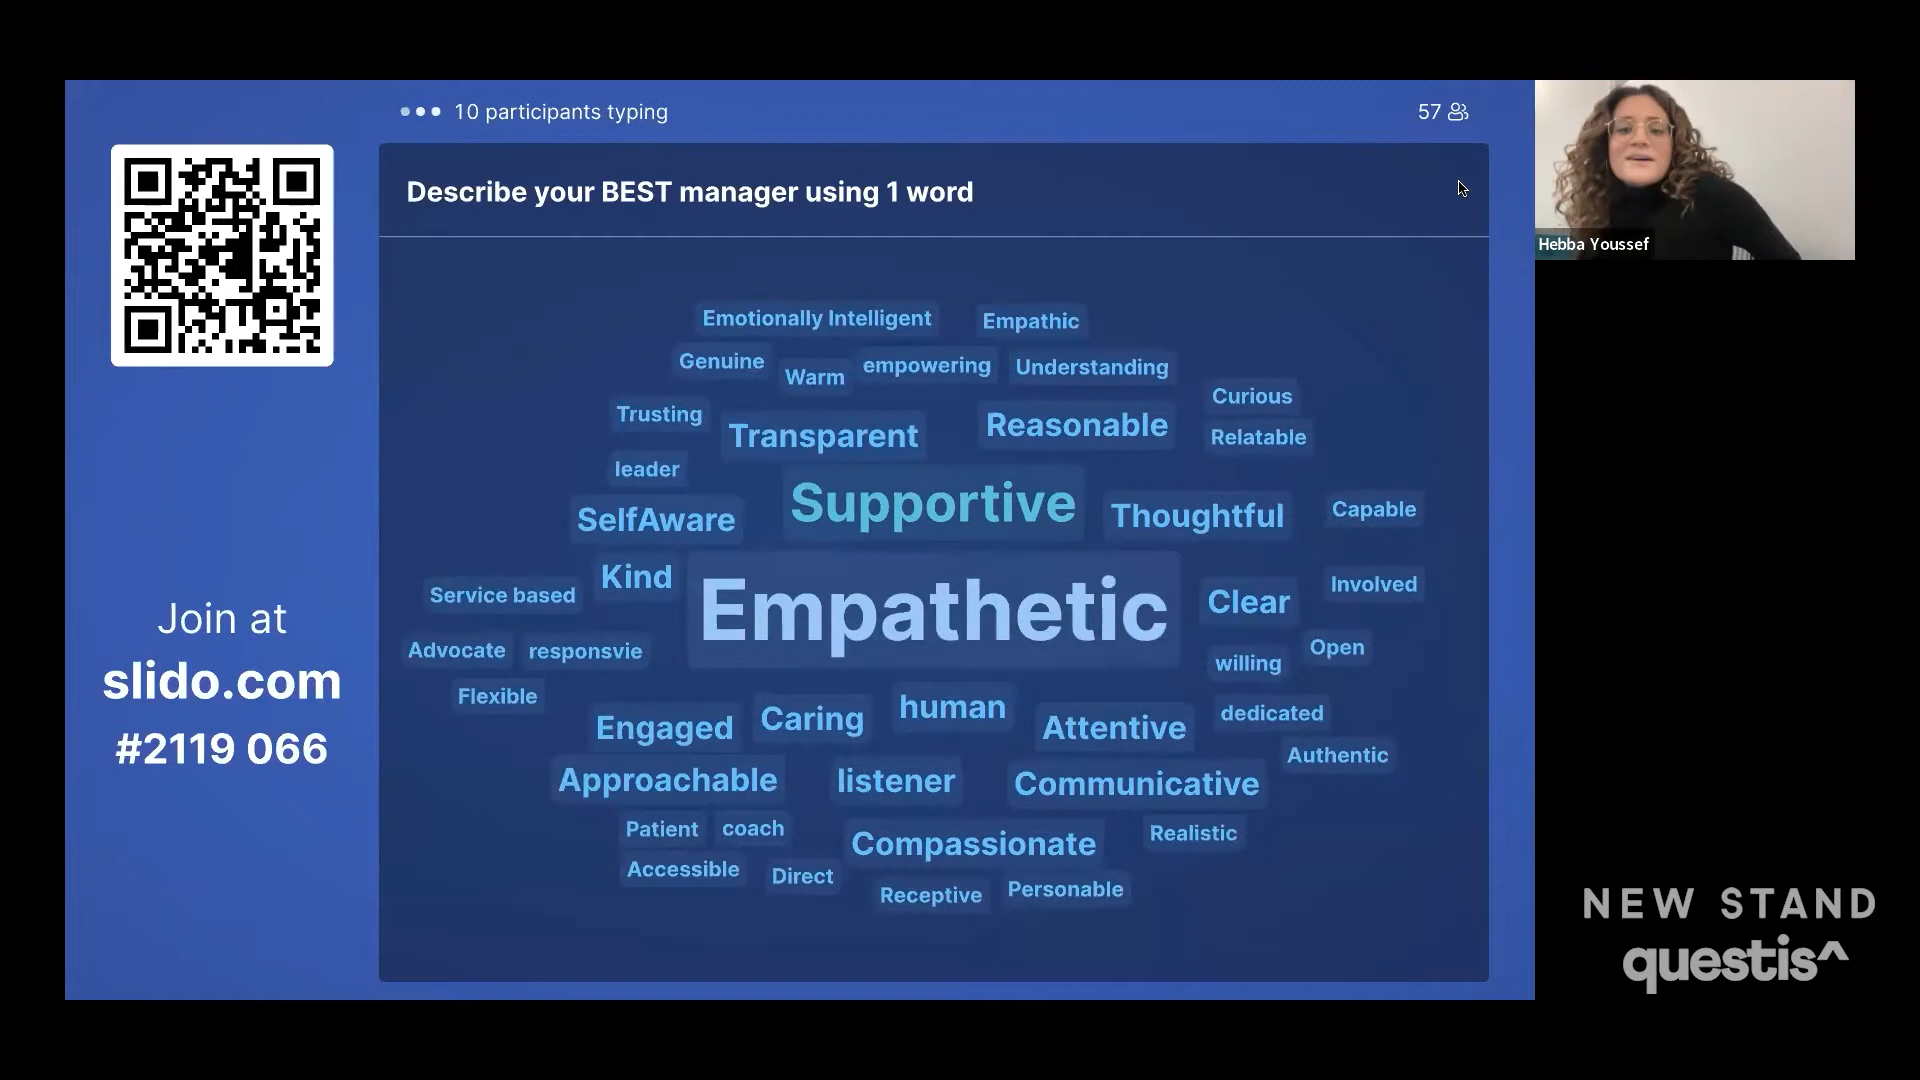 10 participants typing
57
Describe your BEST manager using 1 word
Emotionally Intelligent
Empathic
Genuine
Warm
empowering
Understanding
Curious
Trusting
Transparent
Reasonable
Relatable
leader
SelfAware
Supportive
Thoughtful
Capable
Service based
Kind
Empathetic
Clear
Involved
Advocate
responsvie
willing
Open
Flexible
Engaged
Caring
human
Attentive
dedicated
Authentic
Approachable
listener
Communicative
Patient
coach
Compassionate
Realistic
Accessible
Direct
Receptive
Personable
Join at
slido.com
#2119 066
Hebba Youssef
NEW STAND
questis^